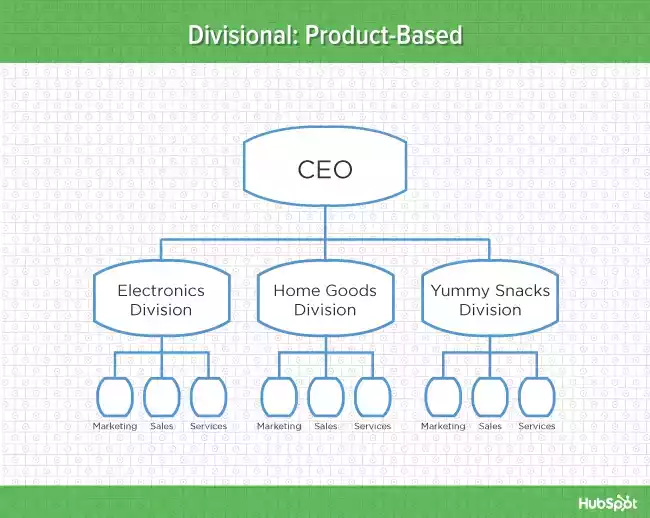 Divisional: Product-Based
CEO
Electronics
Division
Home Goods
Division
Yummy Snacks
Division
Marketing Sales Services
Marketing Sales Services
Marketing Sales Services
HubSpot